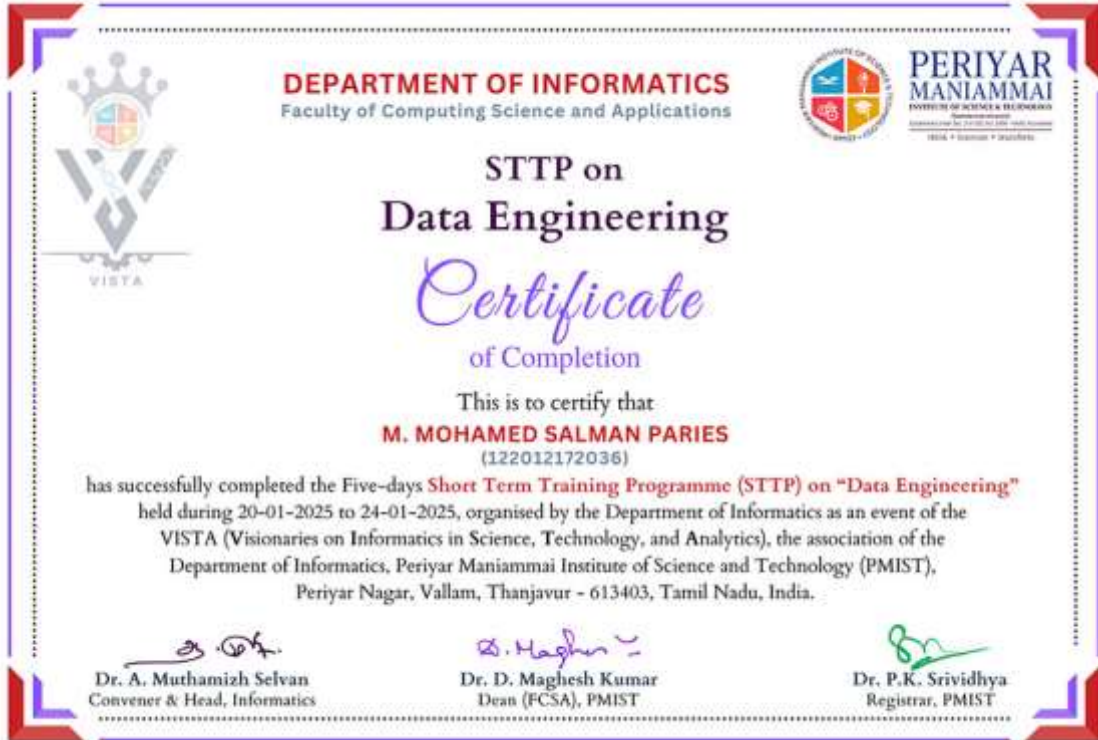 DEPARTMENT OF INFORMATICS
Faculty of Computing Science and Applications
PERIYAR
MANIAMMAI
INSTITUTE OF SCIENCE & TECHNOLOGY
VISTA
STTP on
Data Engineering
Certificate
of Completion
This is to certify that
M. MOHAMED SALMAN PARIES
(122012172036)
has successfully completed the Five-days Short Term Training Programme (STTP) on “Data Engineering”
held during 20-01-2025 to 24-01-2025, organised by the Department of Informatics as an event of the
VISTA (Visionaries on Informatics in Science, Technology, and Analytics), the association of the
Department of Informatics, Periyar Maniammai Institute of Science and Technology (PMIST),
Periyar Nagar, Vallam, Thanjavur - 613403, Tamil Nadu, India.
D. Maghesh
Dr. A. Muthamizh Selvan
Convener & Head, Informatics
Dr. D. Maghesh Kumar
Dean (FCSA), PMIST
Dr. P.K. Srividhya
Registrar, PMIST